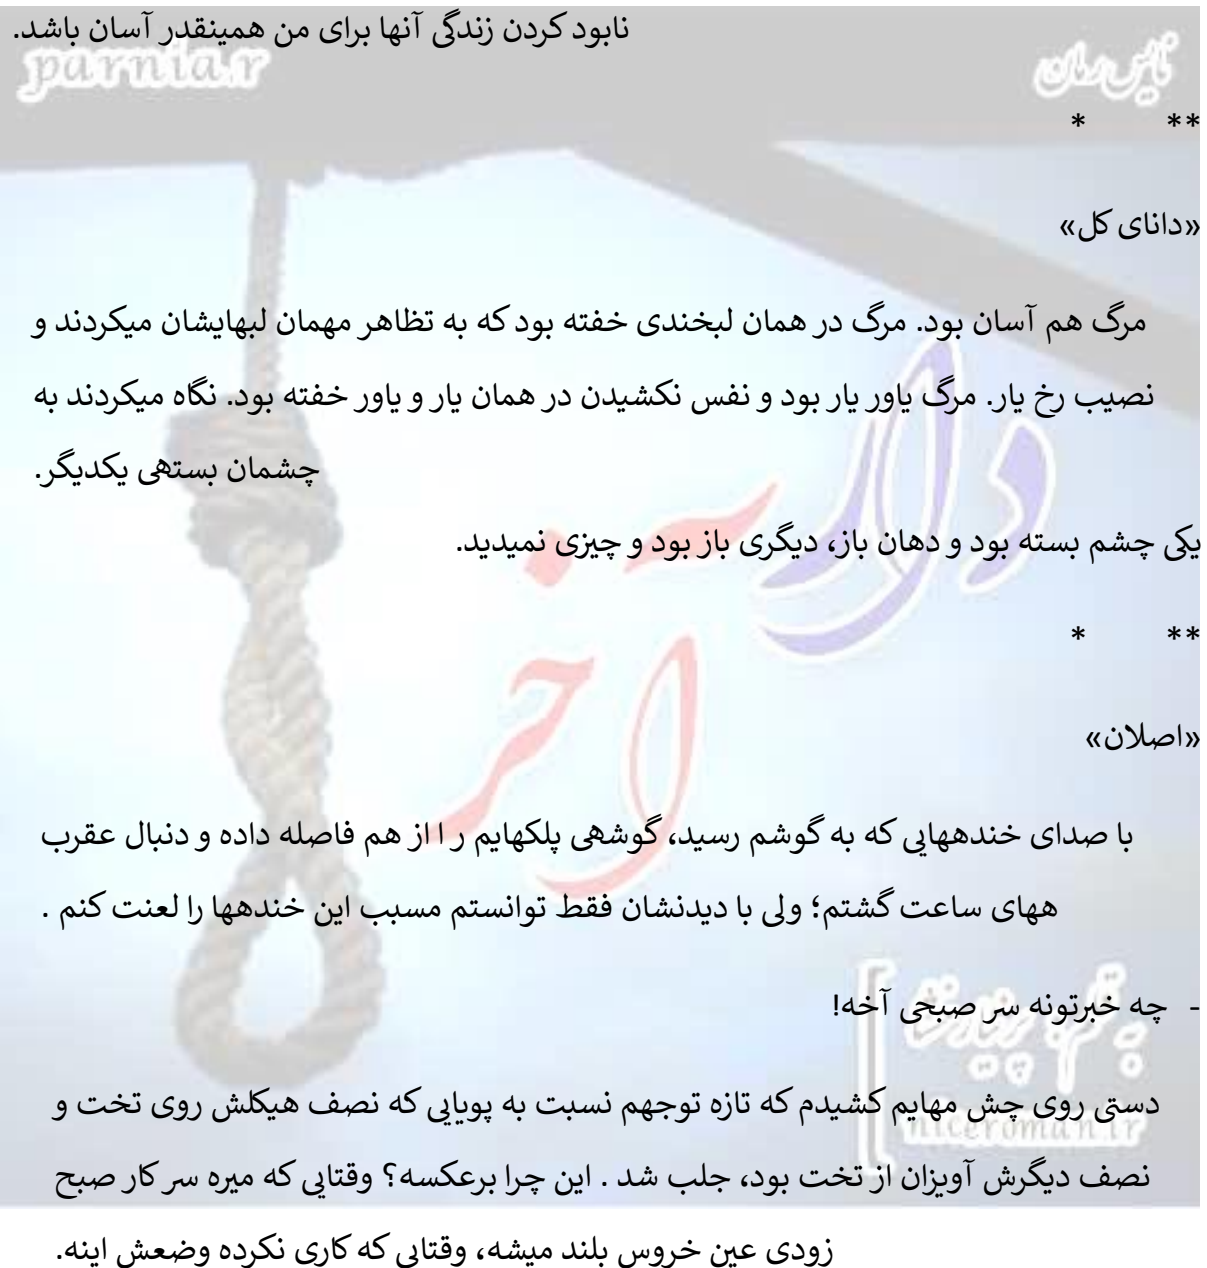 نابود کردن زندگی آنها برای من همینقدر آسان باشد.
parnia.r
نایس رمان
** *
«دانای کل»
مرگ هم آسان بود. مرگ در همان لبخندی خفته بود که به تظاهر مهمان لبهایشان میکردند و
نصیب رخ یار. مرگ یاور یار بود و نفس نکشیدن در همان یار و یاور خفته بود. نگاه میکردند به
چشمان بستهی یکدیگر.
یکی چشم بسته بود و دهان باز، دیگری باز بود و چیزی نمیدید.
دار به
آخر
** *
«اصلان»
با صدای خندههایی که به گوشم رسید، گوشهی پلکهایم ر ا از هم فاصله داده و دنبال عقرب
ههای ساعت گشتم؛ ولی با دیدنشان فقط توانستم مسبب این خندهها را لعنت کنم .
- چه خبرتونه سر صبحی آخه!
دستی روی چش مهایم کشیدم که تازه توجهم نسبت به پویایی که نصف هیکلش روی تخت و
niceroman.ir
نصف دیگرش آویزان از تخت بود، جلب شد . این چرا برعکسه؟ وقتایی که میره سر کار صبح
زودی عین خروس بلند میشه، وقتایی که کاری نکرده وضعش اینه.